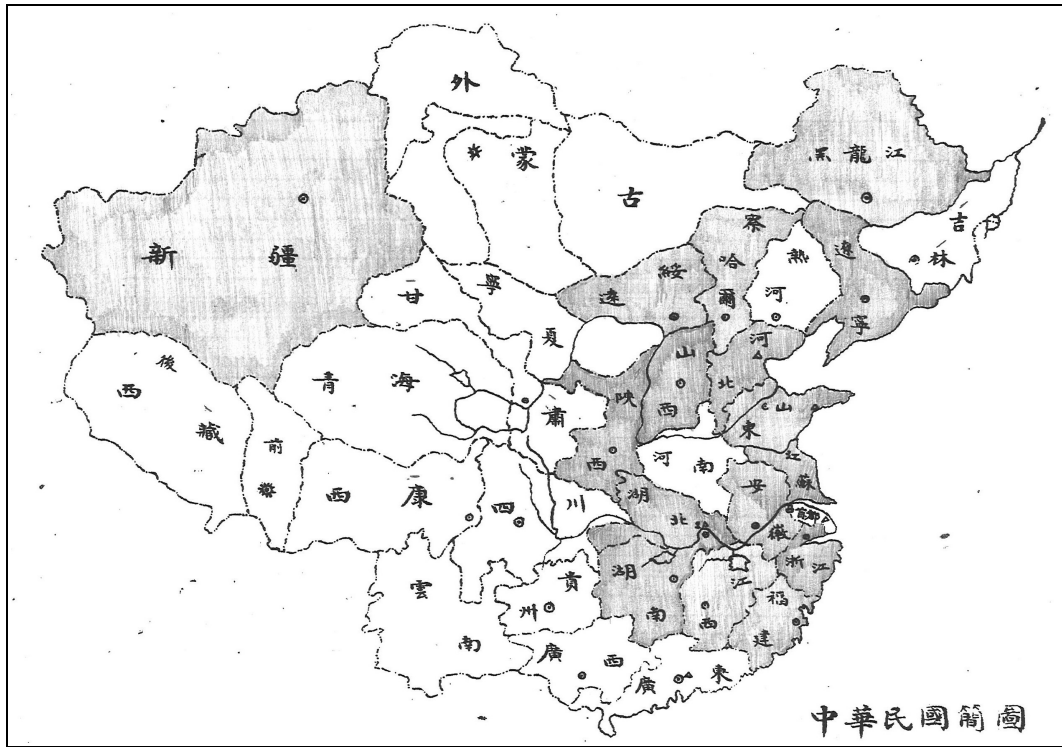 外
蒙
古
黑龍江
吉
林
遼
寧
察
哈
爾
熱
河
綏
遠
新疆
甘
肅
寧
夏
青海
後
西
藏
前
西康
陝
西
山
西
河
北
山
東
河南
江
蘇
安
徽
首都
湖
北
四
川
浙江
湖
南
江
西
福
建
貴
州
雲
南
廣西
廣東
中華民國簡圖